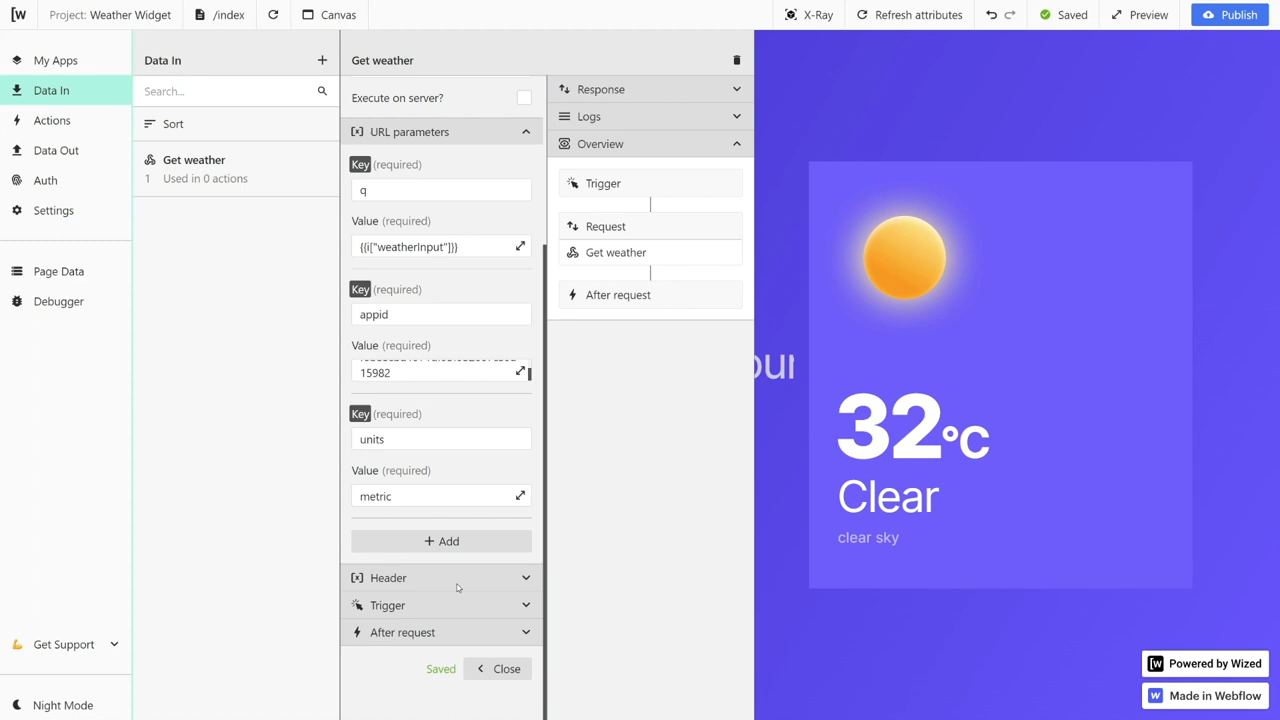 [w
Project: Weather Widget
/index
Canvas
X-Ray
Refresh attributes
Saved
Preview
Publish
My Apps
Data In
Actions
Data Out
Auth
Settings
Page Data
Debugger
Get Support
Night Mode
Data In
Search...
Sort
Get weather
1 Used in 0 actions
Get weather
Execute on server?
URL parameters
Key (required)
q
Value (required)
{{i["weatherInput"]}}
Key (required)
appid
Value (required)
15982
Key (required)
units
Value (required)
metric
+ Add
Header
Trigger
After request
Saved
Close
Response
Logs
Overview
Trigger
Request
Get weather
After request
our
32°C
Clear
clear sky
Powered by Wized
Made in Webflow